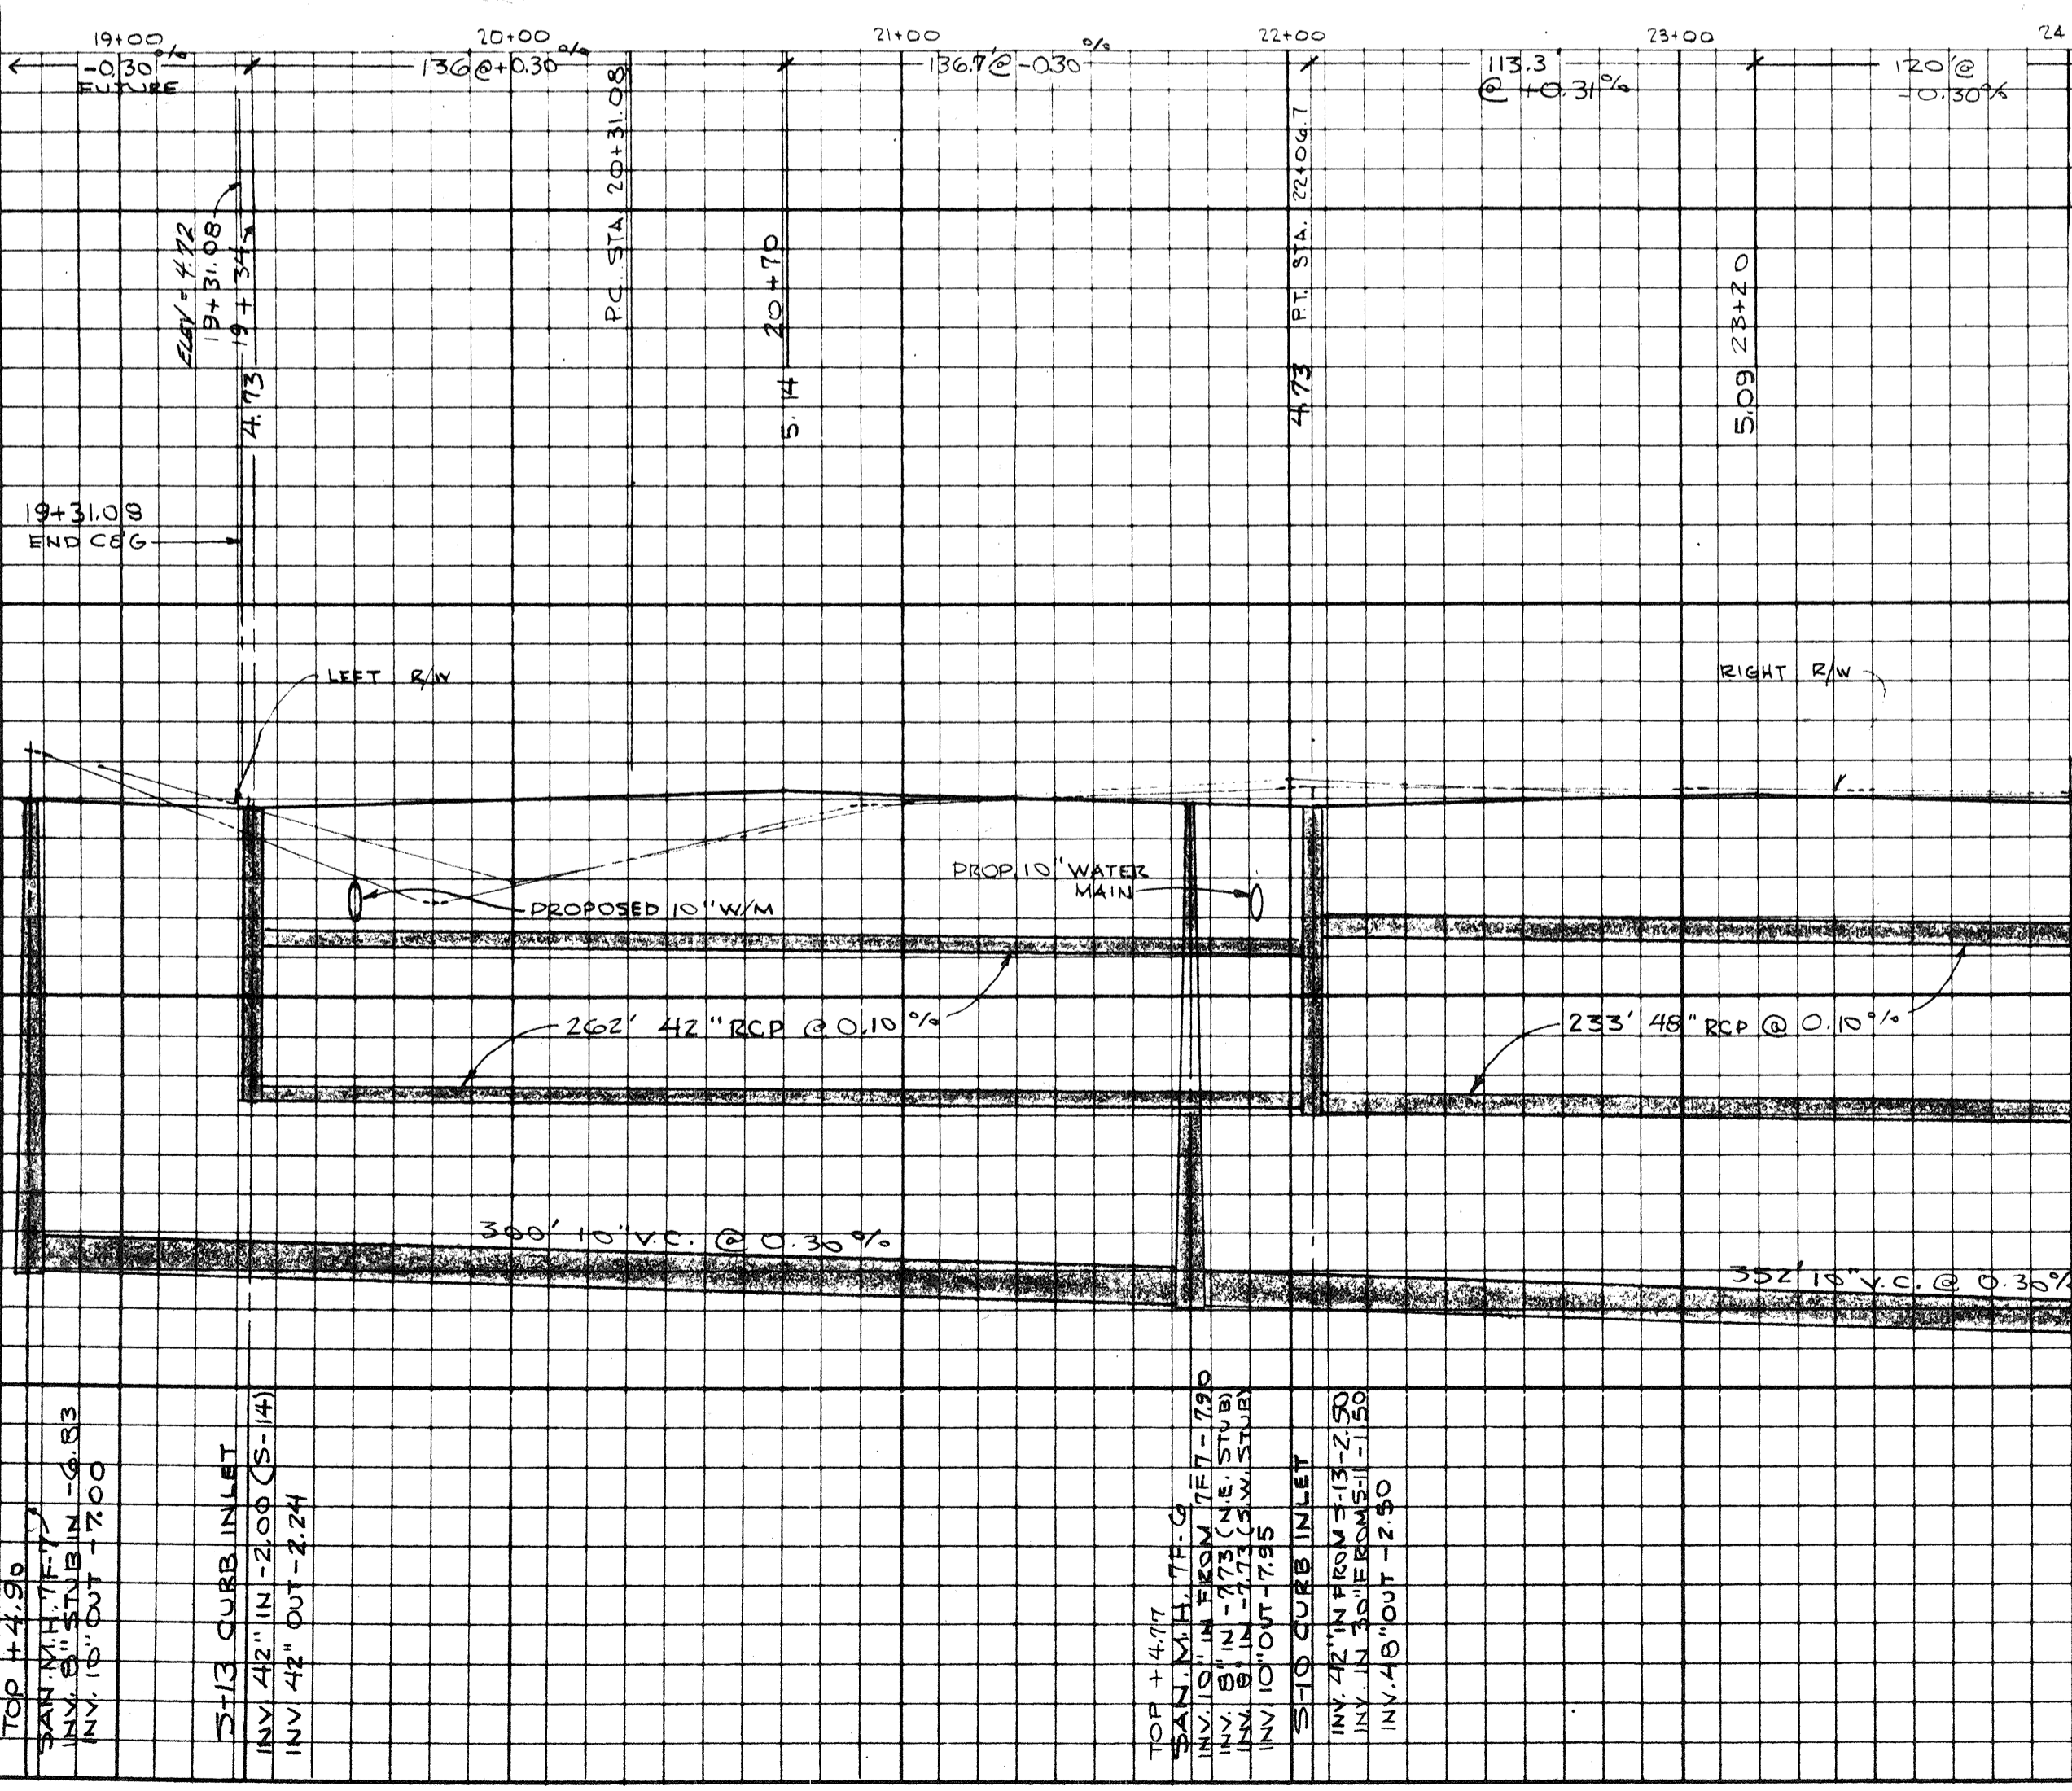 19+00
20+00
21+00
22+00
23+00
24
-0.30%
FUTURE
136@+0.30%
136.7@-0.30%
113.3
@ +0.31%
120'@
-0.30%
ELEV = 4.72
19+31.08
19 + 34
4.73
P.C. STA. 20+31.08
5.14 20+70
4.73 P.T. STA. 22+06.7
5.09 23+20
19+31.08
END C&G
LEFT R/W
RIGHT R/W
PROPOSED 10" W/M
PROP. 10" WATER
MAIN
262' 42" RCP @ 0.10%
233' 48" RCP @ 0.10%
300' 10" V.C. @ 0.30%
352' 10" V.C. @ 0.30%
TOP +4.90
SAN. M.H. 7F-7
INV. 8" STUB IN -6.83
INV. 10" OUT -7.00
S-13 CURB INLET
INV. 42" IN -2.00 (S-14)
INV. 42" OUT -2.24
TOP +4.77
SAN. M.H. 7F-6
INV. 10" IN FROM 7F7 -7.90
INV. 8" IN -7.73 (N.E. STUB)
INV. 8" IN -7.73 (S.W. STUB)
INV. 10" OUT -7.95
S-10 CURB INLET
INV. 42" IN FROM S-13 -2.50
INV. IN 30" FROM S-11 -1.50
INV. 48" OUT -2.50